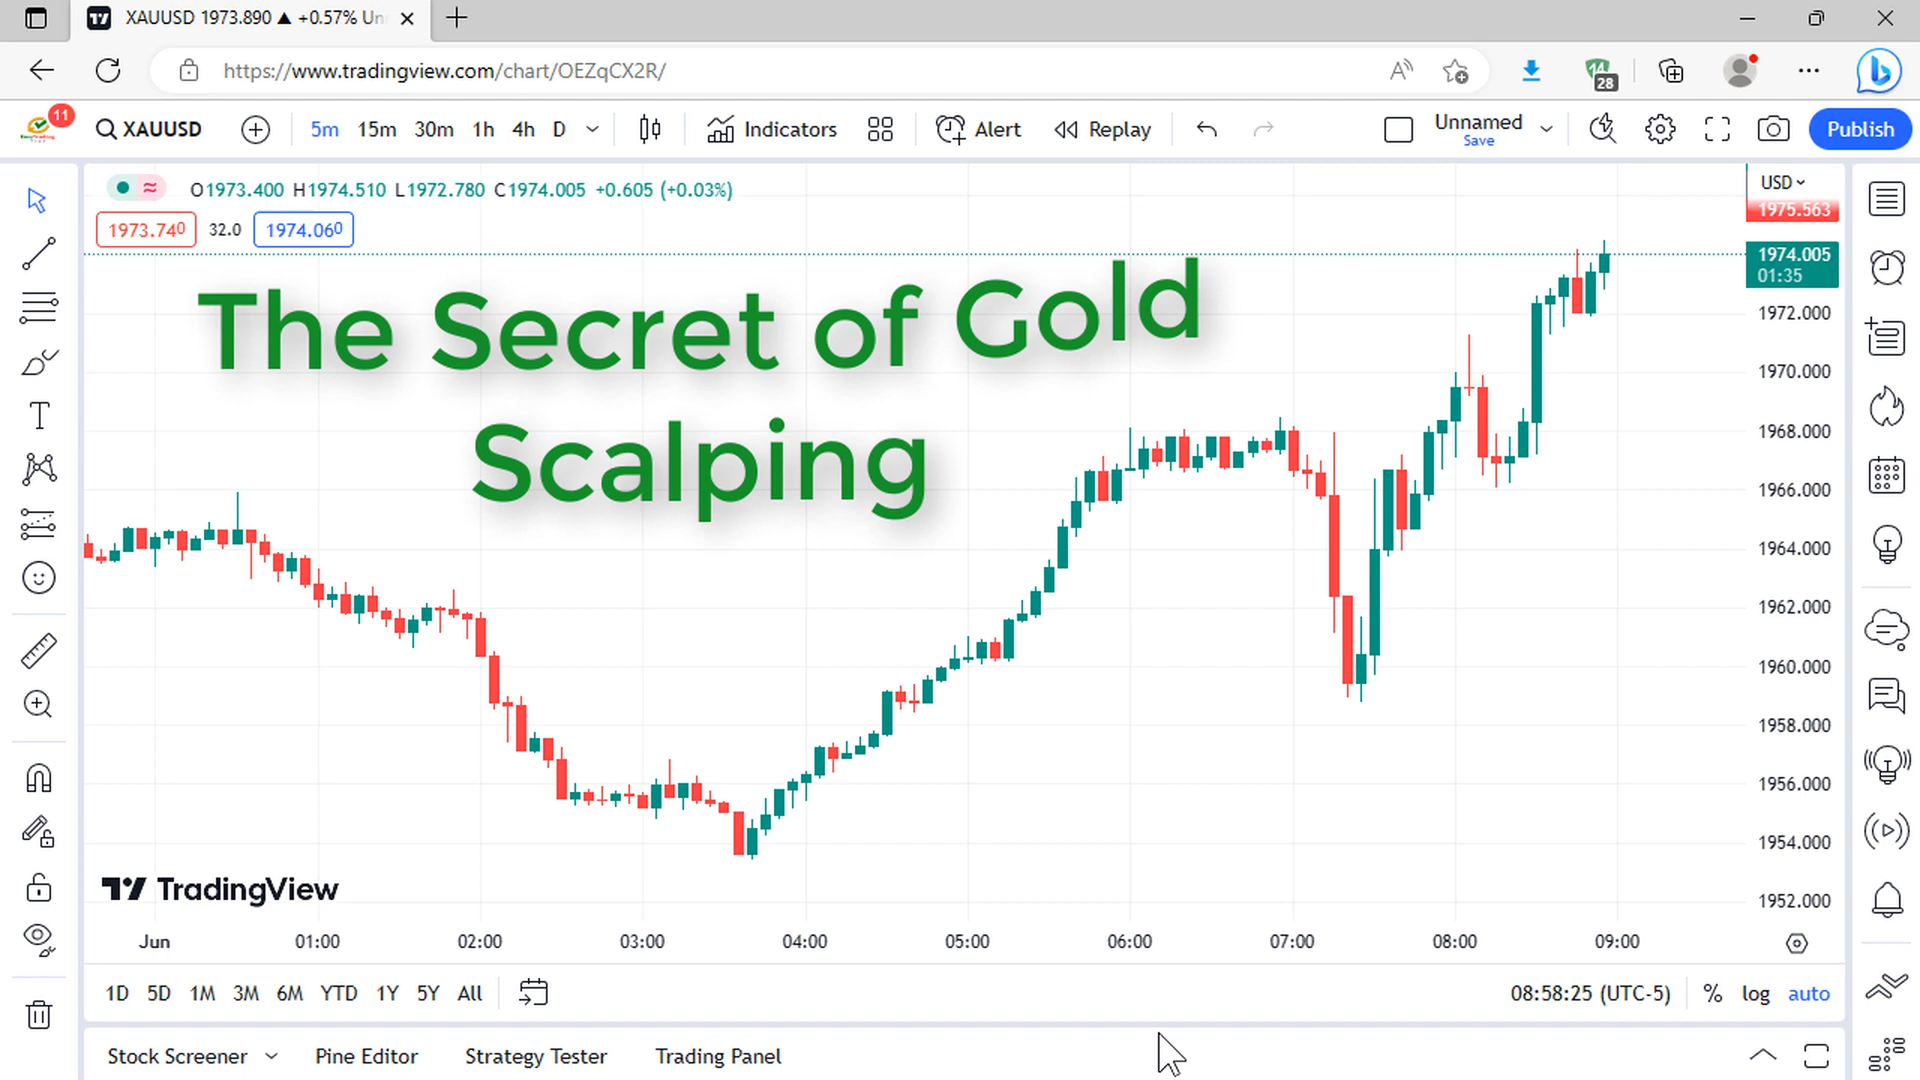 XAUUSD 1973.890 ▲ +0.57% Un
https://www.tradingview.com/chart/OEZqCX2R/
28
11
XAUUSD 5m 15m 30m 1h 4h D Indicators Alert Replay Unnamed Save Publish
O1973.400 H1974.510 L1972.780 C1974.005 +0.605 (+0.03%)
1973.740 32.0 1974.060
USD
1975.563
1974.005
01:35
The Secret of Gold
Scalping
1972.000
1970.000
1968.000
1966.000
1964.000
1962.000
1960.000
1958.000
1956.000
1954.000
1952.000
TradingView
Jun 01:00 02:00 03:00 04:00 05:00 06:00 07:00 08:00 09:00
1D 5D 1M 3M 6M YTD 1Y 5Y All 08:58:25 (UTC-5) % log auto
Stock Screener Pine Editor Strategy Tester Trading Panel